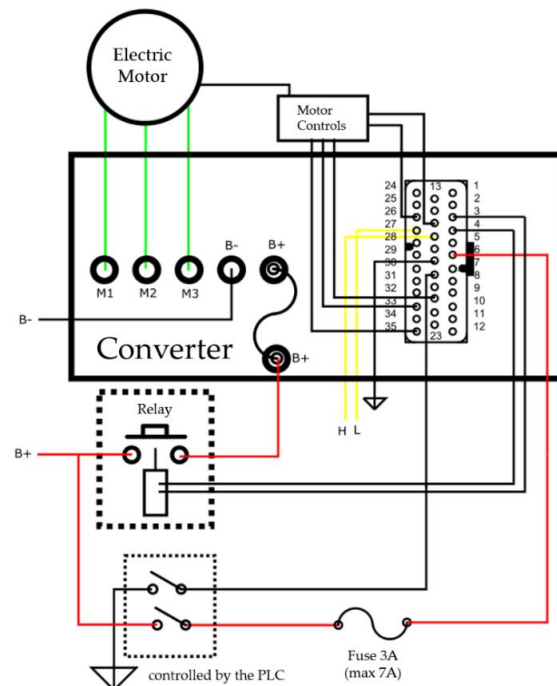 Electric
Motor
Motor
Controls
24
13
1
25
2
26
3
27
4
28
5
29
6
30
7
31
8
32
9
33
10
34
11
35
23
12
B-
B+
M1
M2
M3
B-
Converter
B+
H
L
Relay
B+
controlled by the PLC
Fuse 3A
(max 7A)